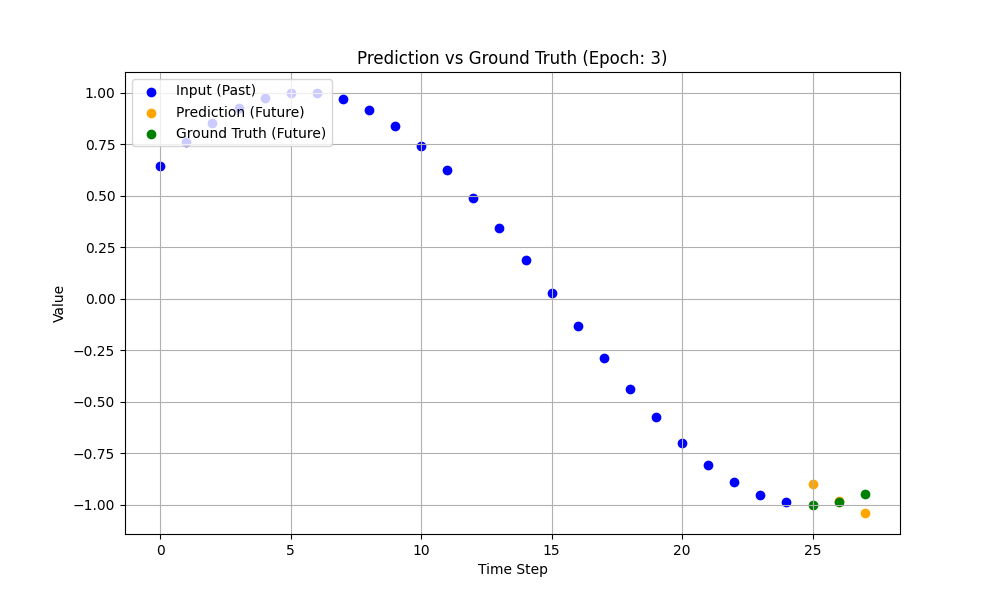 Prediction vs Ground Truth (Epoch: 3)
Input (Past)
Prediction (Future)
Ground Truth (Future)
1.00
0.75
0.50
0.25
0.00
−0.25
−0.50
−0.75
−1.00
Value
0 5 10 15 20 25
Time Step